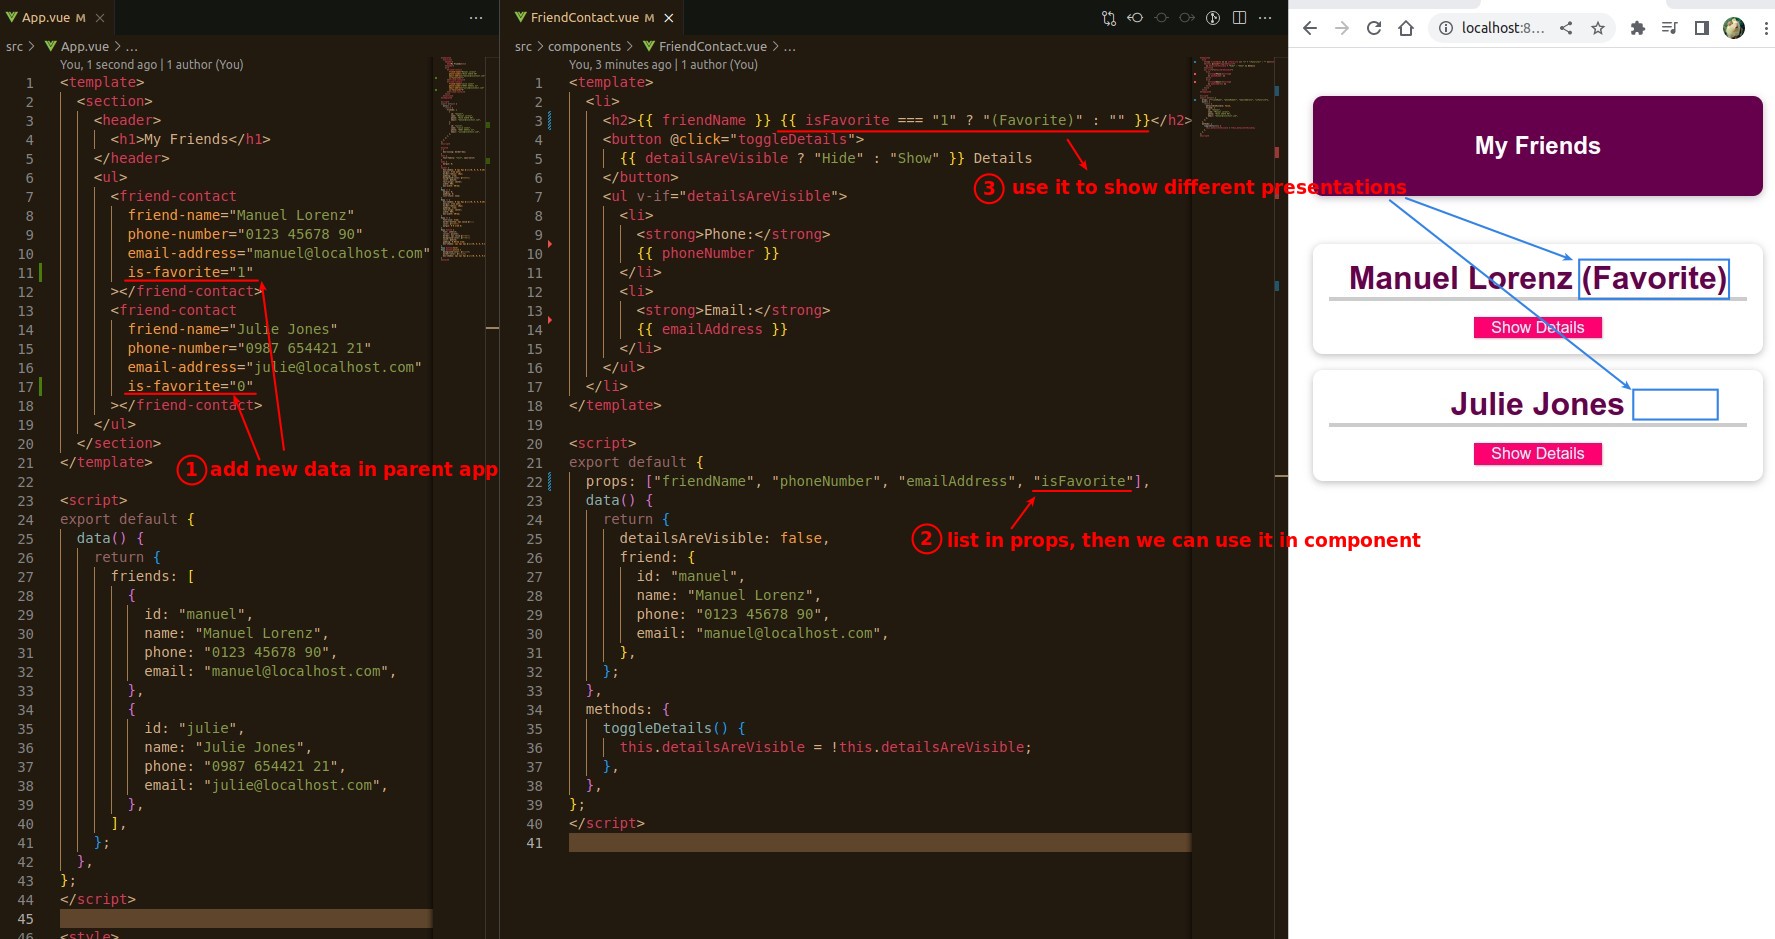 App.vue M
src > App.vue > ...
You, 1 second ago | 1 author (You)
1 <template>
2 <section>
3 <header>
4 <h1>My Friends</h1>
5 </header>
6 <ul>
7 <friend-contact
8 friend-name="Manuel Lorenz"
9 phone-number="0123 45678 90"
10 email-address="manuel@localhost.com"
11 is-favorite="1"
12 ></friend-contact>
13 <friend-contact
14 friend-name="Julie Jones"
15 phone-number="0987 654421 21"
16 email-address="julie@localhost.com"
17 is-favorite="0"
18 ></friend-contact>
19 </ul>
20 </section>
21 </template>
1 add new data in parent app
22
23 <script>
24 export default {
25 data() {
26 return {
27 friends: [
28 {
29 id: "manuel",
30 name: "Manuel Lorenz",
31 phone: "0123 45678 90",
32 email: "manuel@localhost.com",
33 },
34 {
35 id: "julie",
36 name: "Julie Jones",
37 phone: "0987 654421 21",
38 email: "julie@localhost.com",
39 },
40 ],
41 };
42 },
43 };
44 </script>
45
46 <style>
FriendContact.vue M
src > components > FriendContact.vue > ...
You, 3 minutes ago | 1 author (You)
1 <template>
2 <li>
3 <h2>{{ friendName }} {{ isFavorite === "1" ? "(Favorite)" : "" }}</h2>
4 <button @click="toggleDetails">
5 {{ detailsAreVisible ? "Hide" : "Show" }} Details
6 </button>
3 use it to show different presentations
7 <ul v-if="detailsAreVisible">
8 <li>
9 <strong>Phone:</strong>
10 {{ phoneNumber }}
11 </li>
12 <li>
13 <strong>Email:</strong>
14 {{ emailAddress }}
15 </li>
16 </ul>
17 </li>
18 </template>
19
20 <script>
21 export default {
22 props: ["friendName", "phoneNumber", "emailAddress", "isFavorite"],
23 data() {
24 return {
25 detailsAreVisible: false,
2 list in props, then we can use it in component
26 friend: {
27 id: "manuel",
28 name: "Manuel Lorenz",
29 phone: "0123 45678 90",
30 email: "manuel@localhost.com",
31 },
32 };
33 },
34 methods: {
35 toggleDetails() {
36 this.detailsAreVisible = !this.detailsAreVisible;
37 },
38 },
39 };
40 </script>
41
localhost:8...
My Friends
Manuel Lorenz (Favorite)
Show Details
Julie Jones
Show Details